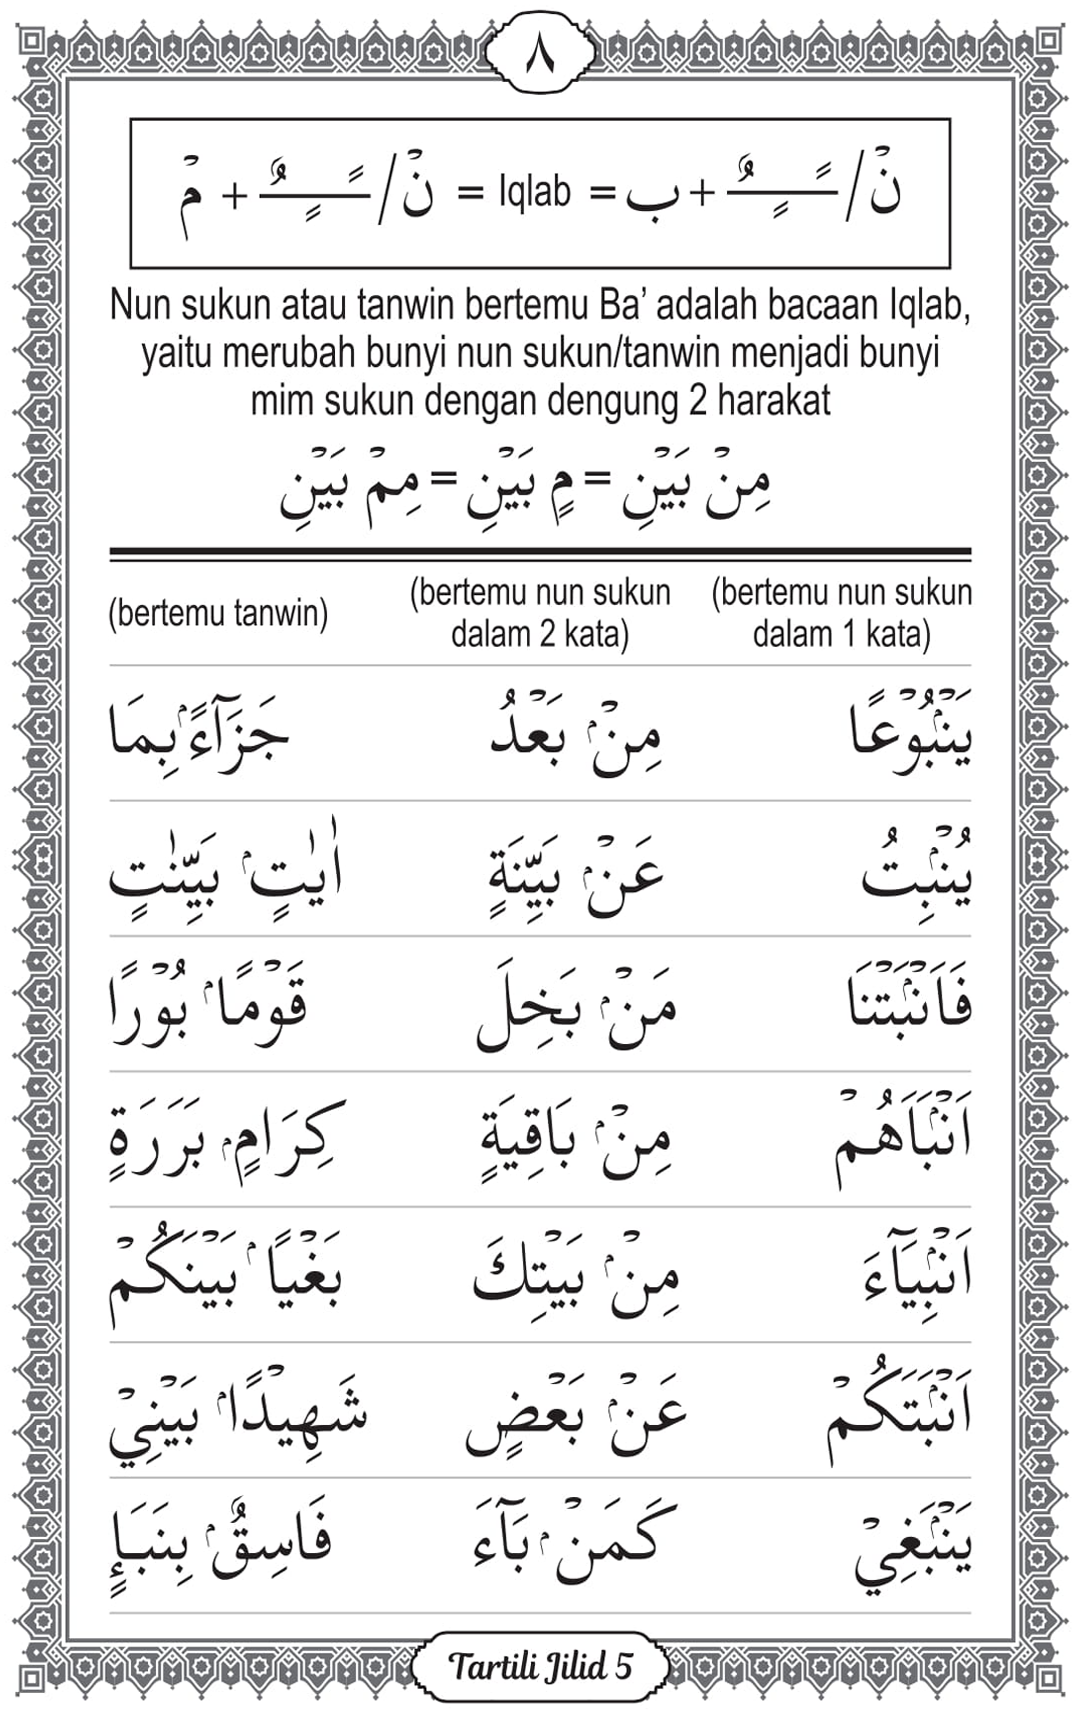 ٨
نْ/ ـًـٍـٌ + ب = Iqlab = نْ/ ـًـٍـٌ + مْ
Nun sukun atau tanwin bertemu Ba’ adalah bacaan Iqlab,
yaitu merubah bunyi nun sukun/tanwin menjadi bunyi
mim sukun dengan dengung 2 harakat
مِنْ بَيْنِ = مٍ بَيْنِ = مِمْ بَيْنِ
(bertemu nun sukun dalam 1 kata) (bertemu nun sukun dalam 2 kata) (bertemu tanwin)
يَنْۢبُوْعًا مِنْۢ بَعْدُ جَزَآءًۢ بِمَا
يُنْۢبِتُ عَنْۢ بَيِّنَةٍ اٰيٰتٍۢ بَيِّنٰتٍ
فَاَنْۢبَتْنَا مَنْۢ بَخِلَ قَوْمًاۢ بُوْرًا
اَنْۢبَاَهُمْ مِنْۢ بَاقِيَةٍ كِرَامٍۢ بَرَرَةٍ
اَنْۢبِيَآءَ مِنْۢ بَيْتِكَ بَغْيًاۢ بَيْنَكُمْ
اَنْۢبَتَكُمْ عَنْۢ بَعْضٍ شَهِيْدًاۢ بَيْنِيْ
يَنْۢبَغِيْ كَمَنْۢ بَآءَ فَاسِقٌۢ بِنَبَإٍ
Tartili Jilid 5